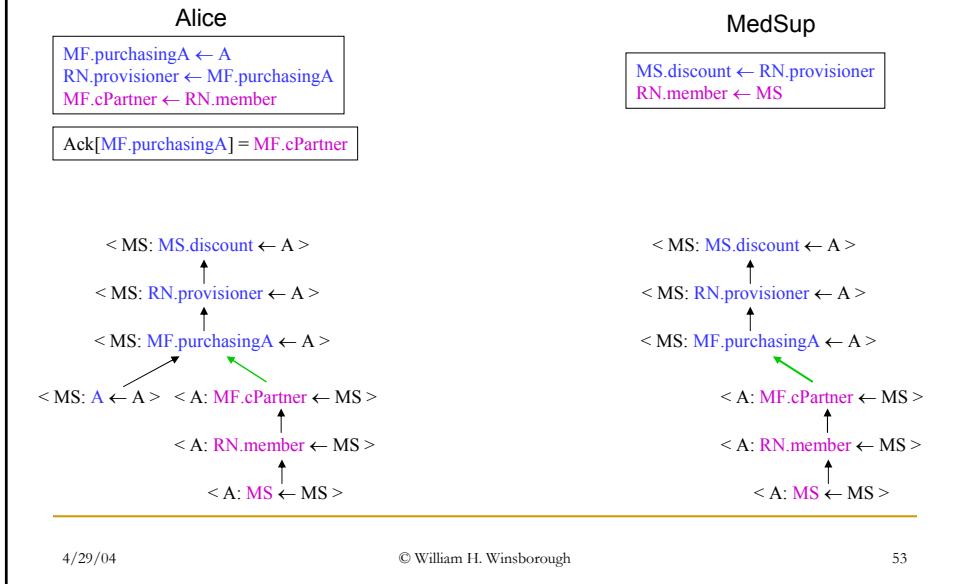 Alice
MedSup
MF.purchasingA ← A
RN.provisioner ← MF.purchasingA
MF.cPartner ← RN.member
MS.discount ← RN.provisioner
RN.member ← MS
Ack[MF.purchasingA] = MF.cPartner
< MS: MS.discount ← A >
< MS: RN.provisioner ← A >
< MS: MF.purchasingA ← A >
< MS: A ← A > < A: MF.cPartner ← MS >
< A: RN.member ← MS >
< A: MS ← MS >
< MS: MS.discount ← A >
< MS: RN.provisioner ← A >
< MS: MF.purchasingA ← A >
< A: MF.cPartner ← MS >
< A: RN.member ← MS >
< A: MS ← MS >
4/29/04 © William H. Winsborough 53